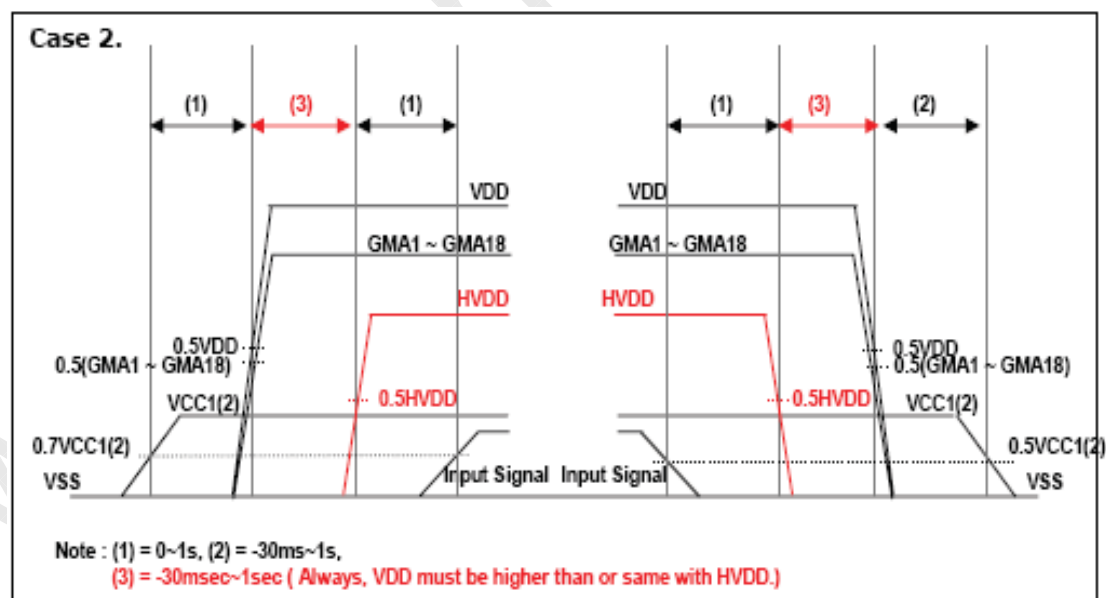 Case 2.
(1) (3) (1) (1) (3) (2)
VDD VDD
GMA1 ~ GMA18 GMA1 ~ GMA18
HVDD HVDD
0.5VDD 0.5VDD
0.5(GMA1 ~ GMA18) 0.5(GMA1 ~ GMA18)
VCC1(2) 0.5HVDD 0.5HVDD VCC1(2)
0.7VCC1(2) 0.5VCC1(2)
VSS Input Signal Input Signal VSS
Note : (1) = 0~1s, (2) = -30ms~1s,
(3) = -30msec~1sec ( Always, VDD must be higher than or same with HVDD.)